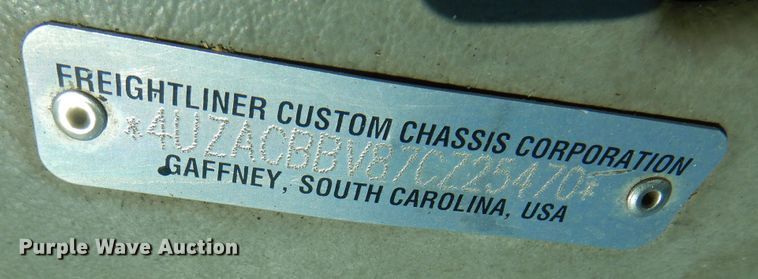 FREIGHTLINER CUSTOM CHASSIS CORPORATION
*4UZACBBV87CZ25470*
GAFFNEY, SOUTH CAROLINA, USA
Purple Wave Auction